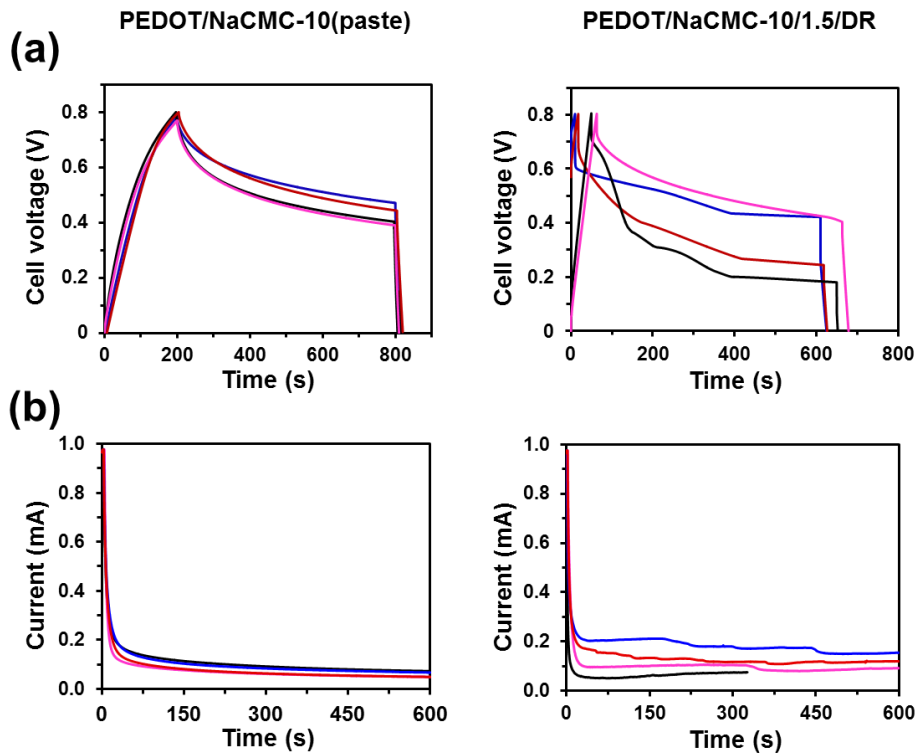 PEDOT/NaCMC-10(paste)
PEDOT/NaCMC-10/1.5/DR
(a)
Cell voltage (V)
0.8
0.6
0.4
0.2
0
0 200 400 600 800
Time (s)
Cell voltage (V)
0.8
0.6
0.4
0.2
0
0 200 400 600 800
Time (s)
(b)
Current (mA)
1.0
0.8
0.6
0.4
0.2
0.0
0 150 300 450 600
Time (s)
Current (mA)
1.0
0.8
0.6
0.4
0.2
0.0
0 150 300 450 600
Time (s)